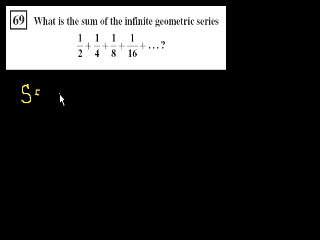 69 What is the sum of the infinite geometric series
1/2 + 1/4 + 1/8 + 1/16 + . . . ?
S=